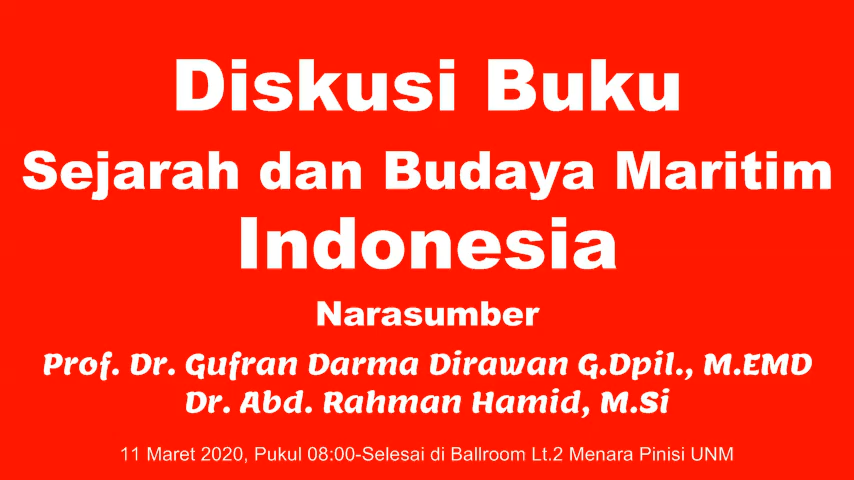 Diskusi Buku
Sejarah dan Budaya Maritim
Indonesia
Narasumber
Prof. Dr. Gufran Darma Dirawan G.Dpil., M.EMD
Dr. Abd. Rahman Hamid, M.Si
11 Maret 2020, Pukul 08:00-Selesai di Ballroom Lt.2 Menara Pinisi UNM